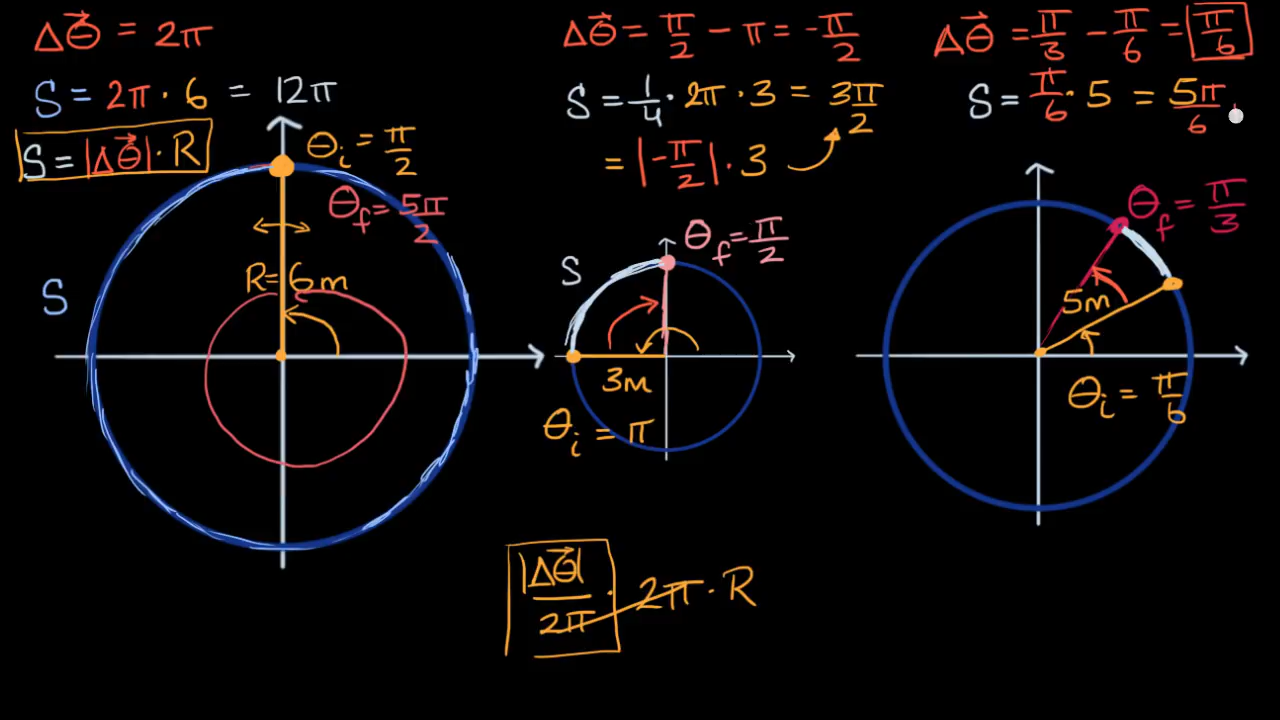 Δθ⃗ = 2π
S = 2π · 6 = 12π
S = |Δθ⃗| · R
θi = π/2
θf = 5π/2
R = 6m
S
Δθ⃗ = π/2 − π = −π/2
S = 1/4 · 2π · 3 = 3π/2
= |−π/2| · 3
θf = π/2
S
3m
θi = π
Δθ⃗ = π/3 − π/6 = π/6
S = π/6 · 5 = 5π/6
θf = π/3
5m
θi = π/6
|Δθ⃗|/2π · 2π · R